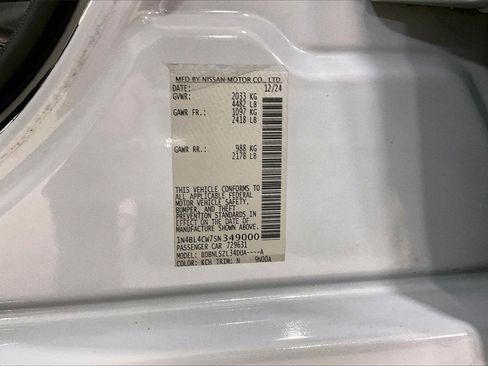 MFD BY NISSAN MOTOR CO., LTD.
DATE: 12/24
GVWR: 2033 KG
4482 LB
GAWR FR.: 1097 KG
2418 LB
GAWR RR.: 988 KG
2178 LB
THIS VEHICLE CONFORMS TO
ALL APPLICABLE FEDERAL
MOTOR VEHICLE SAFETY,
BUMPER, AND THEFT
PREVENTION STANDARDS IN
EFFECT ON THE DATE OF
MANUFACTURE SHOWN ABOVE.
1N4BL4CW7SN349000
PASSENGER CAR 729631
MODEL: BDBNLSZL34DUA----A
COLOR: KCH TRIM: N 9N00A